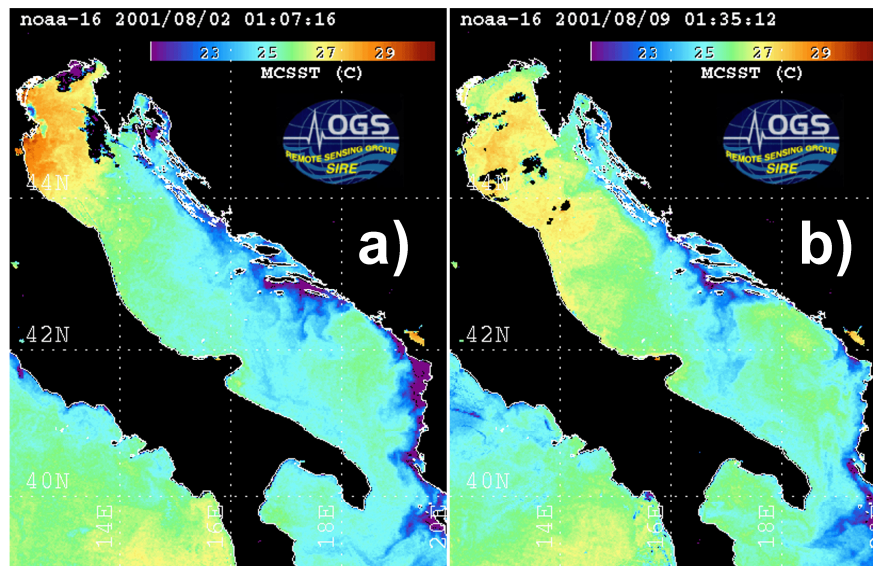 noaa-16 2001/08/02 01:07:16
23 25 27 29
MCSST (C)
OGS
REMOTE SENSING GROUP
SIRE
44N
a)
42N
40N
14E
16E
18E
20E
noaa-16 2001/08/09 01:35:12
23 25 27 29
MCSST (C)
OGS
REMOTE SENSING GROUP
SIRE
44N
b)
42N
40N
14E
16E
18E